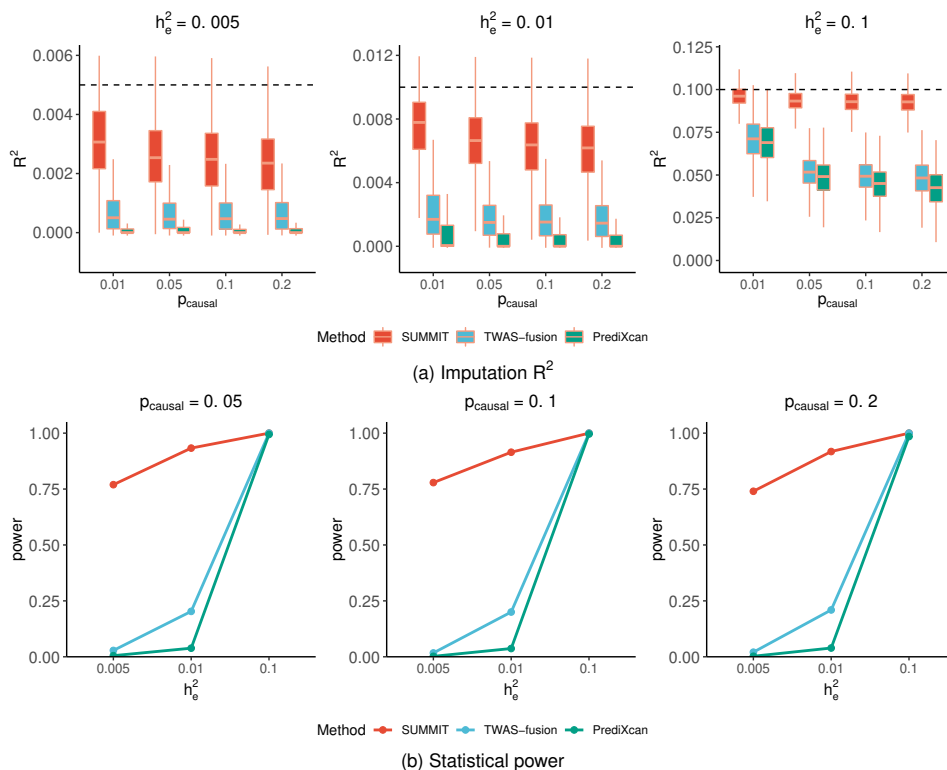 h²ₑ = 0. 005
h²ₑ = 0. 01
h²ₑ = 0. 1
R²
0.006
0.004
0.002
0.000
0.01 0.05 0.1 0.2
p_causal
R²
0.012
0.008
0.004
0.000
0.01 0.05 0.1 0.2
p_causal
R²
0.125
0.100
0.075
0.050
0.025
0.000
0.01 0.05 0.1 0.2
p_causal
Method SUMMIT TWAS−fusion PrediXcan
(a) Imputation R²
p_causal = 0. 05
p_causal = 0. 1
p_causal = 0. 2
power
1.00
0.75
0.50
0.25
0.00
0.005 0.01 0.1
h²ₑ
power
1.00
0.75
0.50
0.25
0.00
0.005 0.01 0.1
h²ₑ
power
1.00
0.75
0.50
0.25
0.00
0.005 0.01 0.1
h²ₑ
Method SUMMIT TWAS−fusion PrediXcan
(b) Statistical power